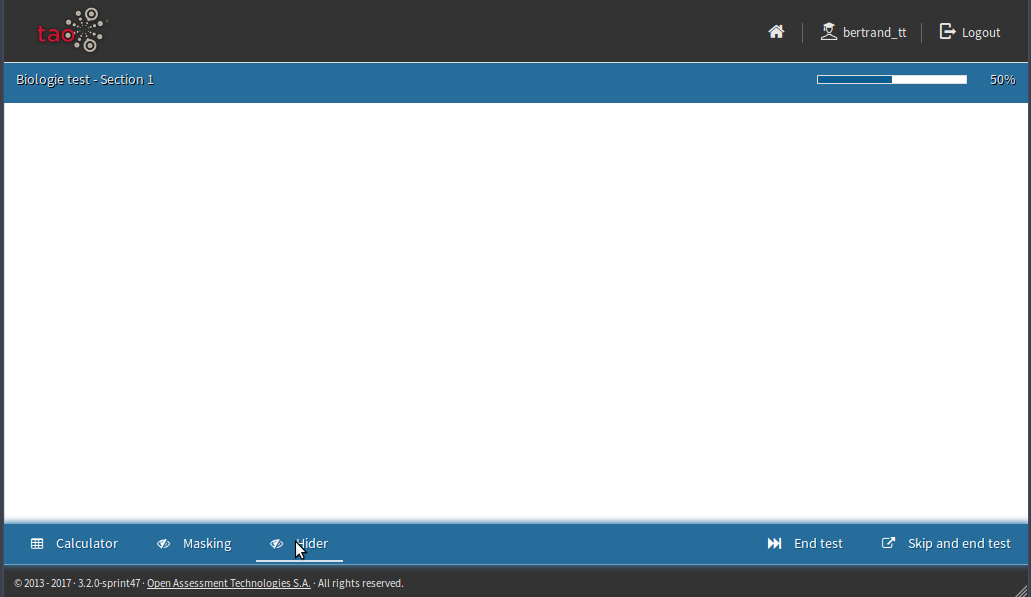 tao
bertrand_tt
Logout
Biologie test - Section 1
50%
Calculator
Masking
Hider
End test
Skip and end test
© 2013 - 2017 · 3.2.0-sprint47 · Open Assessment Technologies S.A. · All rights reserved.